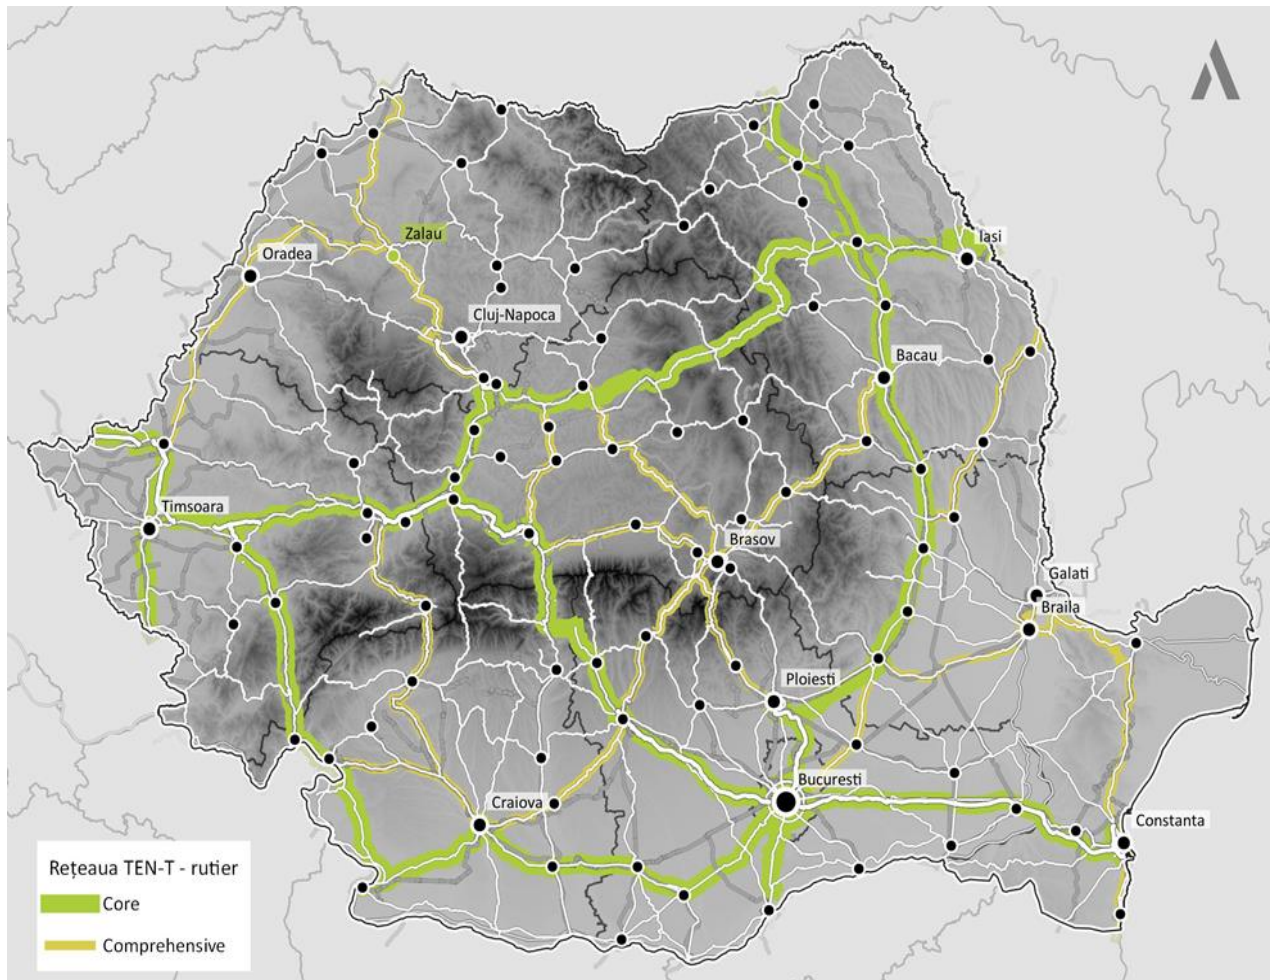 Zalau
Iasi
Oradea
Cluj-Napoca
Bacau
Timsoara
Brasov
Galati
Braila
Ploiesti
Bucuresti
Craiova
Constanta
Rețeaua TEN-T - rutier
Core
Comprehensive